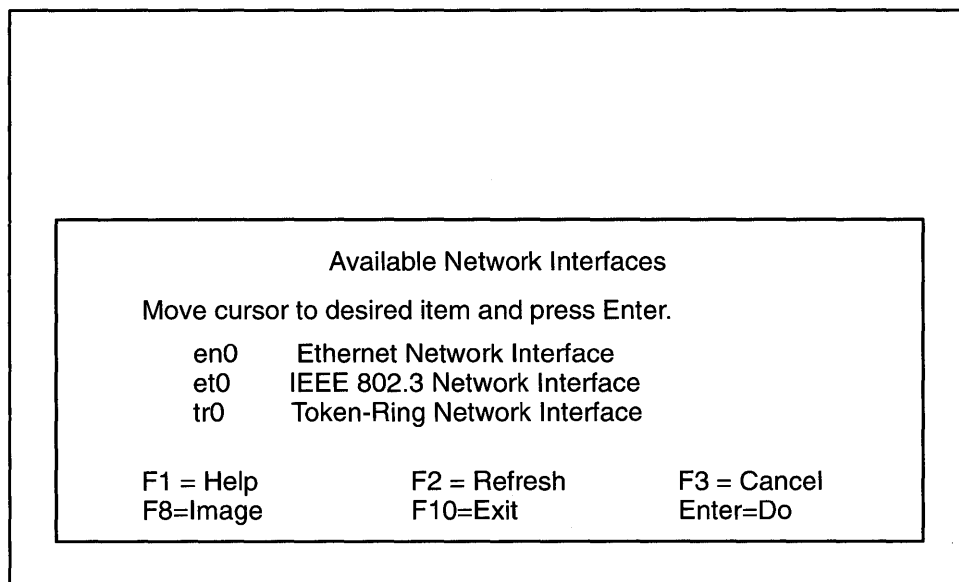 Available Network Interfaces
Move cursor to desired item and press Enter.
en0 Ethernet Network Interface
et0 IEEE 802.3 Network Interface
tr0 Token-Ring Network Interface
F1 = Help F2 = Refresh F3 = Cancel
F8=Image F10=Exit Enter=Do